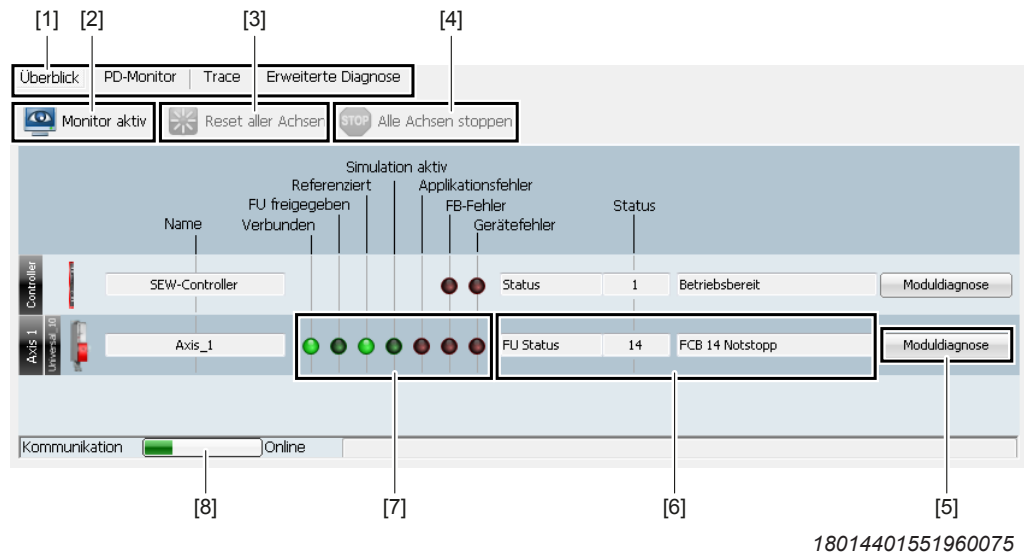 [1] [2] [3] [4]
Überblick PD-Monitor Trace Erweiterte Diagnose
Monitor aktiv Reset aller Achsen STOP Alle Achsen stoppen
Simulation aktiv
Referenziert Applikationsfehler
FU freigegeben FB-Fehler Status
Name Verbunden Gerätefehler
Controller SEW-Controller Status 1 Betriebsbereit Moduldiagnose
Axis 1 Universal_10 Axis_1 FU Status 14 FCB 14 Notstopp Moduldiagnose
Kommunikation Online
[8] [7] [6] [5]
18014401551960075